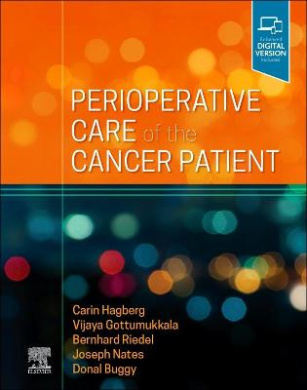 Enhanced
DIGITAL
VERSION
Included
PERIOPERATIVE
CARE of the
CANCER PATIENT
Carin Hagberg
Vijaya Gottumukkala
Bernhard Riedel
Joseph Nates
Donal Buggy
ELSEVIER